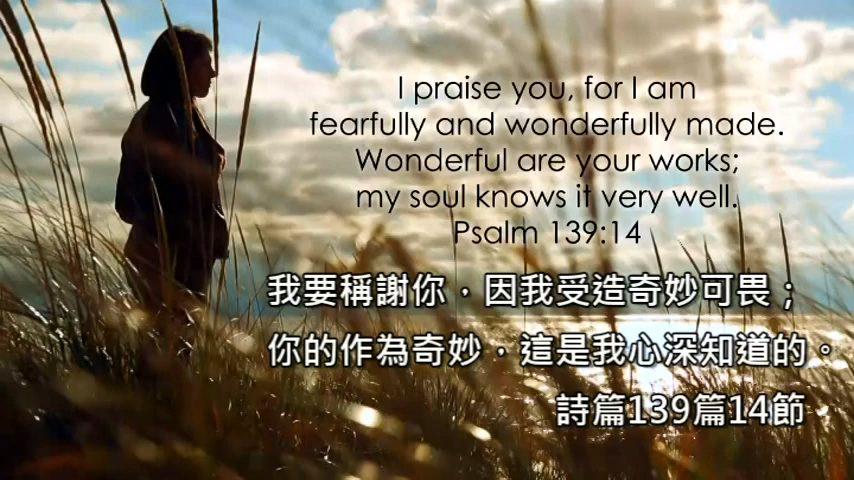 I praise you, for I am
fearfully and wonderfully made.
Wonderful are your works;
my soul knows it very well.
Psalm 139:14
我要稱謝你，因我受造奇妙可畏；
你的作為奇妙，這是我心深知道的。
詩篇139篇14節